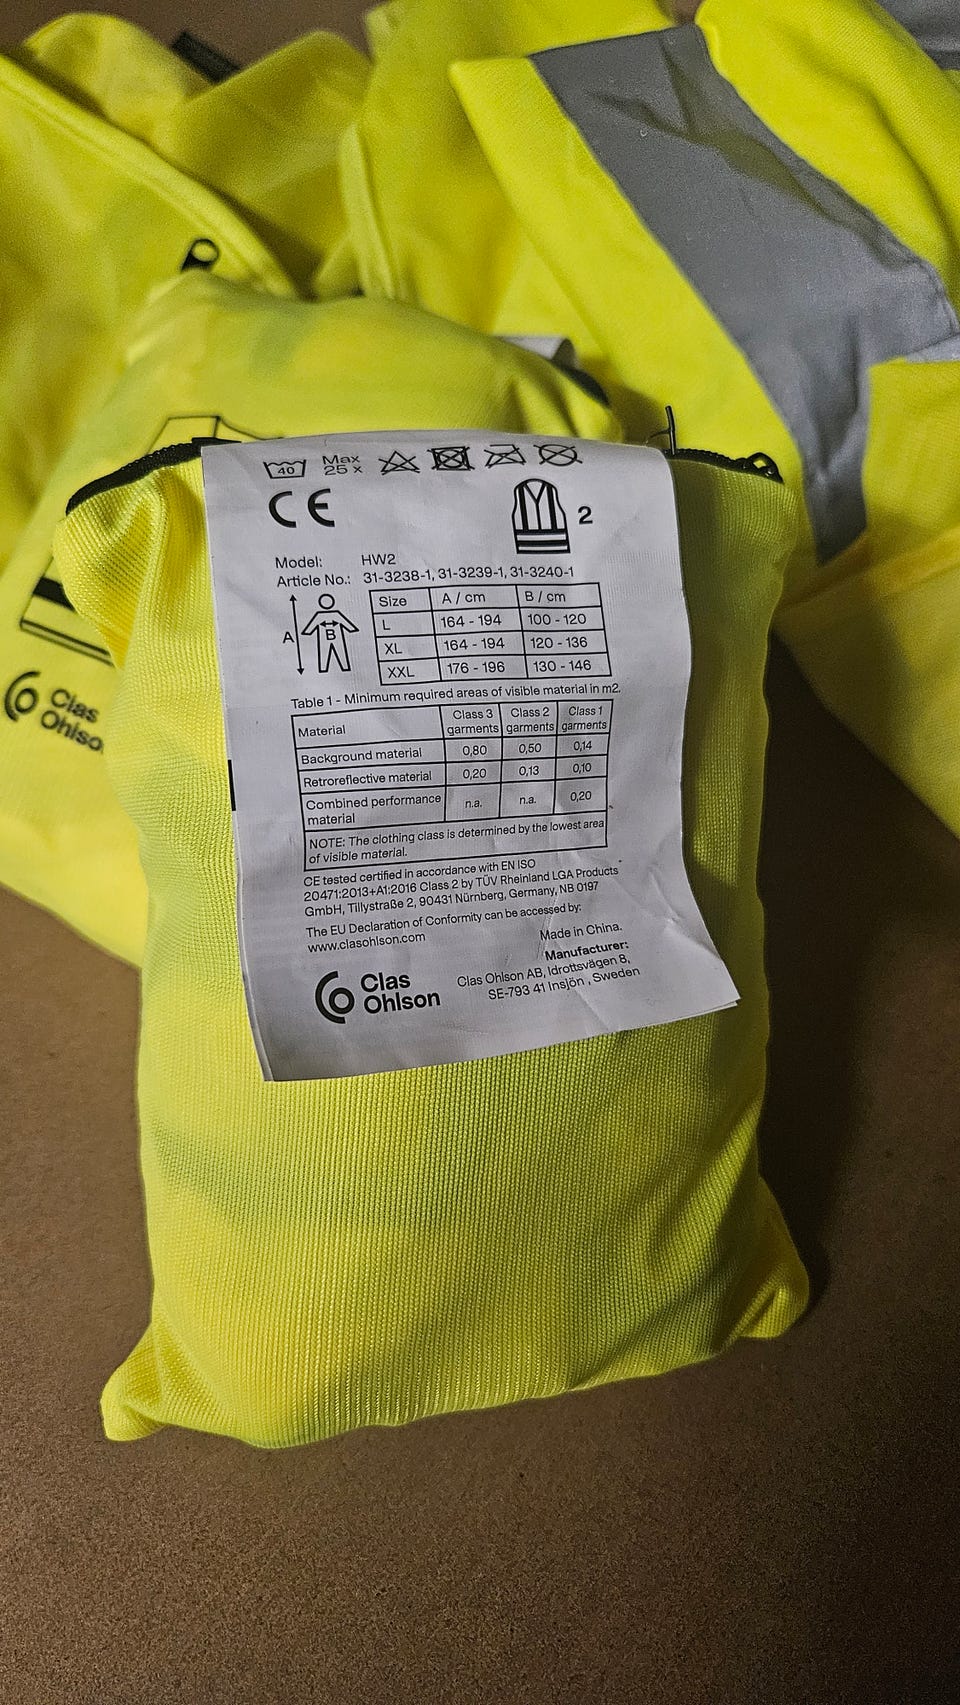 40
Max
25 x
CE
2
Model: HW2
Article No.: 31-3238-1, 31-3239-1, 31-3240-1
A
B
Size A / cm B / cm
L 164 - 194 100 - 120
XL 164 - 194 120 - 136
XXL 176 - 196 130 - 146
Table 1 - Minimum required areas of visible material in m2.
Material Class 3 garments Class 2 garments Class 1 garments
Background material 0,80 0,50 0,14
Retroreflective material 0,20 0,13 0,10
Combined performance material n.a. n.a. 0,20
NOTE: The clothing class is determined by the lowest area
of visible material.
CE tested certified in accordance with EN ISO
20471:2013+A1:2016 Class 2 by TÜV Rheinland LGA Products
GmbH, Tillystraße 2, 90431 Nürnberg, Germany, NB 0197
The EU Declaration of Conformity can be accessed by:
www.clasohlson.com
Made in China.
Manufacturer:
Clas Ohlson AB, Idrottsvägen 8,
SE-793 41 Insjön , Sweden
Clas
Ohlson
Clas
Ohlso